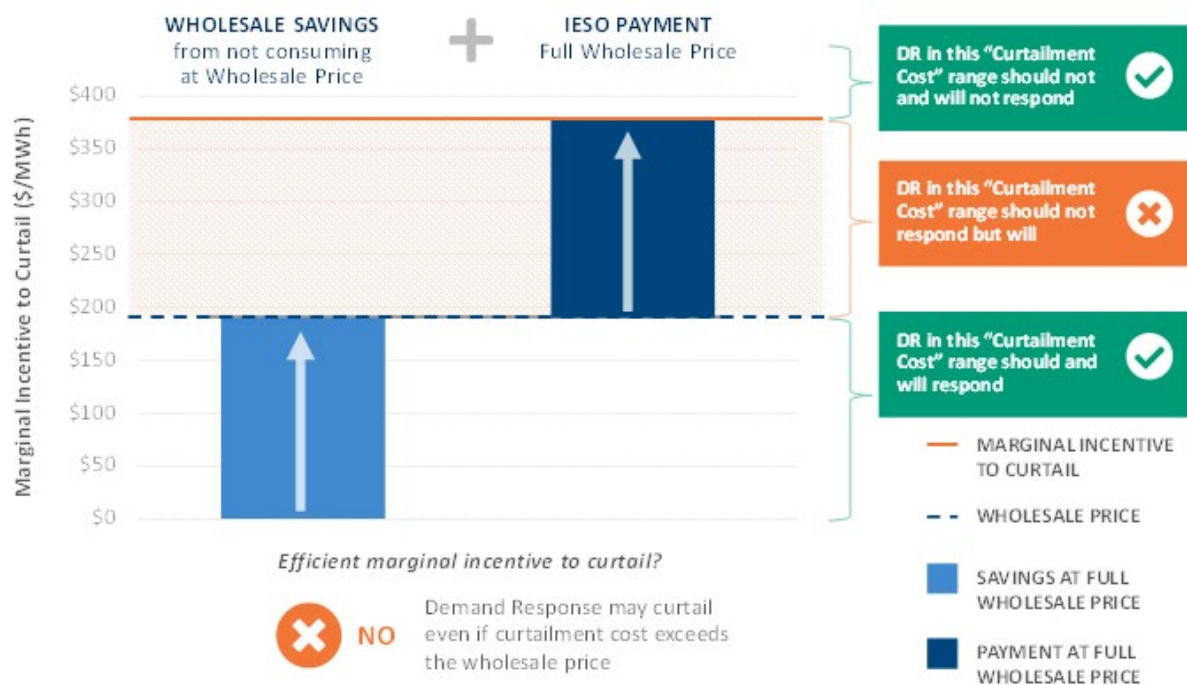 WHOLESALE SAVINGS
from not consuming
at Wholesale Price
+
IESO PAYMENT
Full Wholesale Price
Marginal Incentive to Curtail ($/MWh)
$400
$350
$300
$250
$200
$150
$100
$50
$0
DR in this “Curtailment
Cost” range should not
and will not respond
DR in this “Curtailment
Cost” range should not
respond but will
DR in this “Curtailment
Cost” range should and
will respond
MARGINAL INCENTIVE
TO CURTAIL
WHOLESALE PRICE
SAVINGS AT FULL
WHOLESALE PRICE
PAYMENT AT FULL
WHOLESALE PRICE
Efficient marginal incentive to curtail?
NO
Demand Response may curtail
even if curtailment cost exceeds
the wholesale price